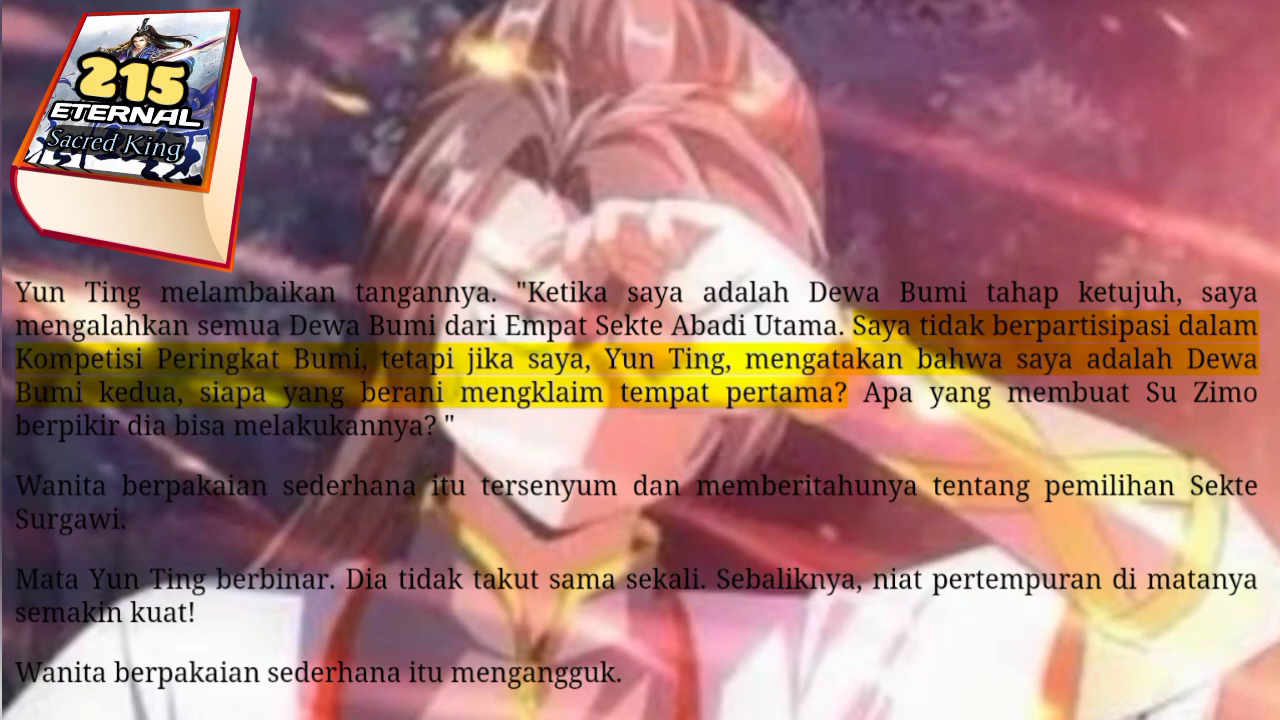 215
ETERNAL
Sacred King
Yun Ting melambaikan tangannya. "Ketika saya adalah Dewa Bumi tahap ketujuh, saya
mengalahkan semua Dewa Bumi dari Empat Sekte Abadi Utama. Saya tidak berpartisipasi dalam
Kompetisi Peringkat Bumi, tetapi jika saya, Yun Ting, mengatakan bahwa saya adalah Dewa
Bumi kedua, siapa yang berani mengklaim tempat pertama? Apa yang membuat Su Zimo
berpikir dia bisa melakukannya? "
Wanita berpakaian sederhana itu tersenyum dan memberitahunya tentang pemilihan Sekte
Surgawi.
Mata Yun Ting berbinar. Dia tidak takut sama sekali. Sebaliknya, niat pertempuran di matanya
semakin kuat!
Wanita berpakaian sederhana itu mengangguk.